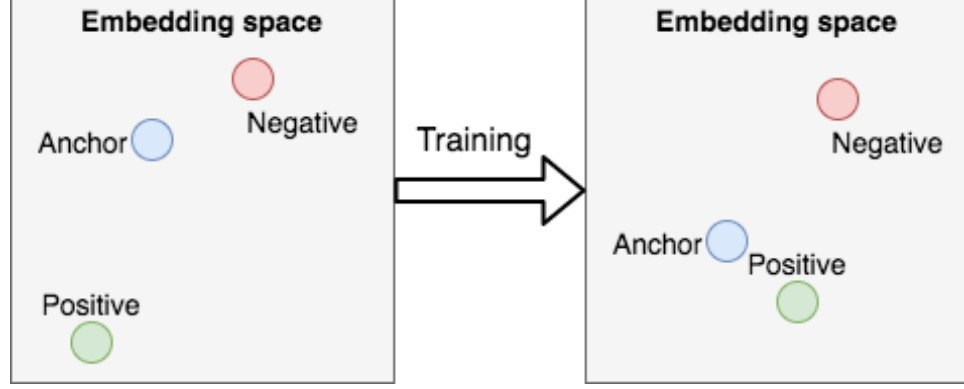 Embedding space
Negative
Anchor
Positive
Training
Embedding space
Negative
Anchor
Positive